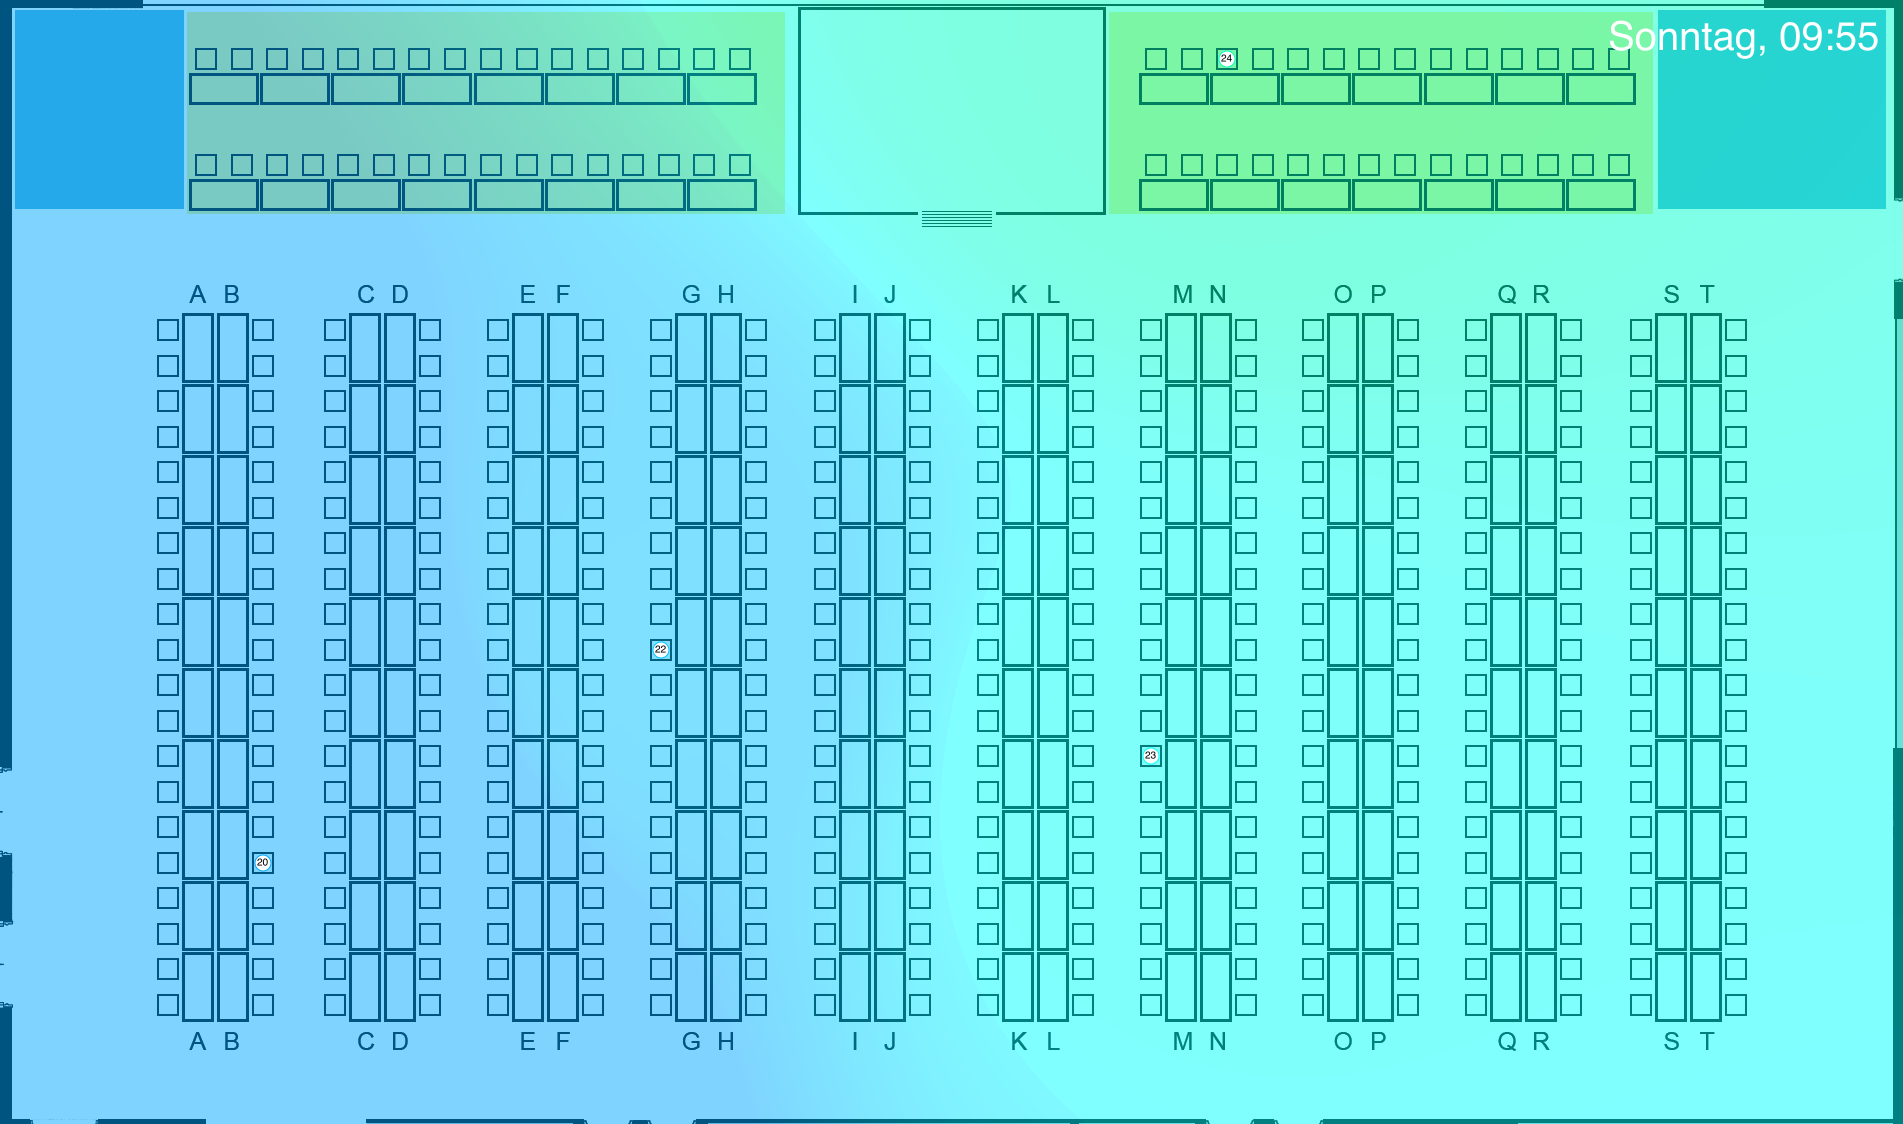 Sonntag, 09:55
24
A B C D E F G H I J K L M N O P Q R S T
22
23
20
A B C D E F G H I J K L M N O P Q R S T